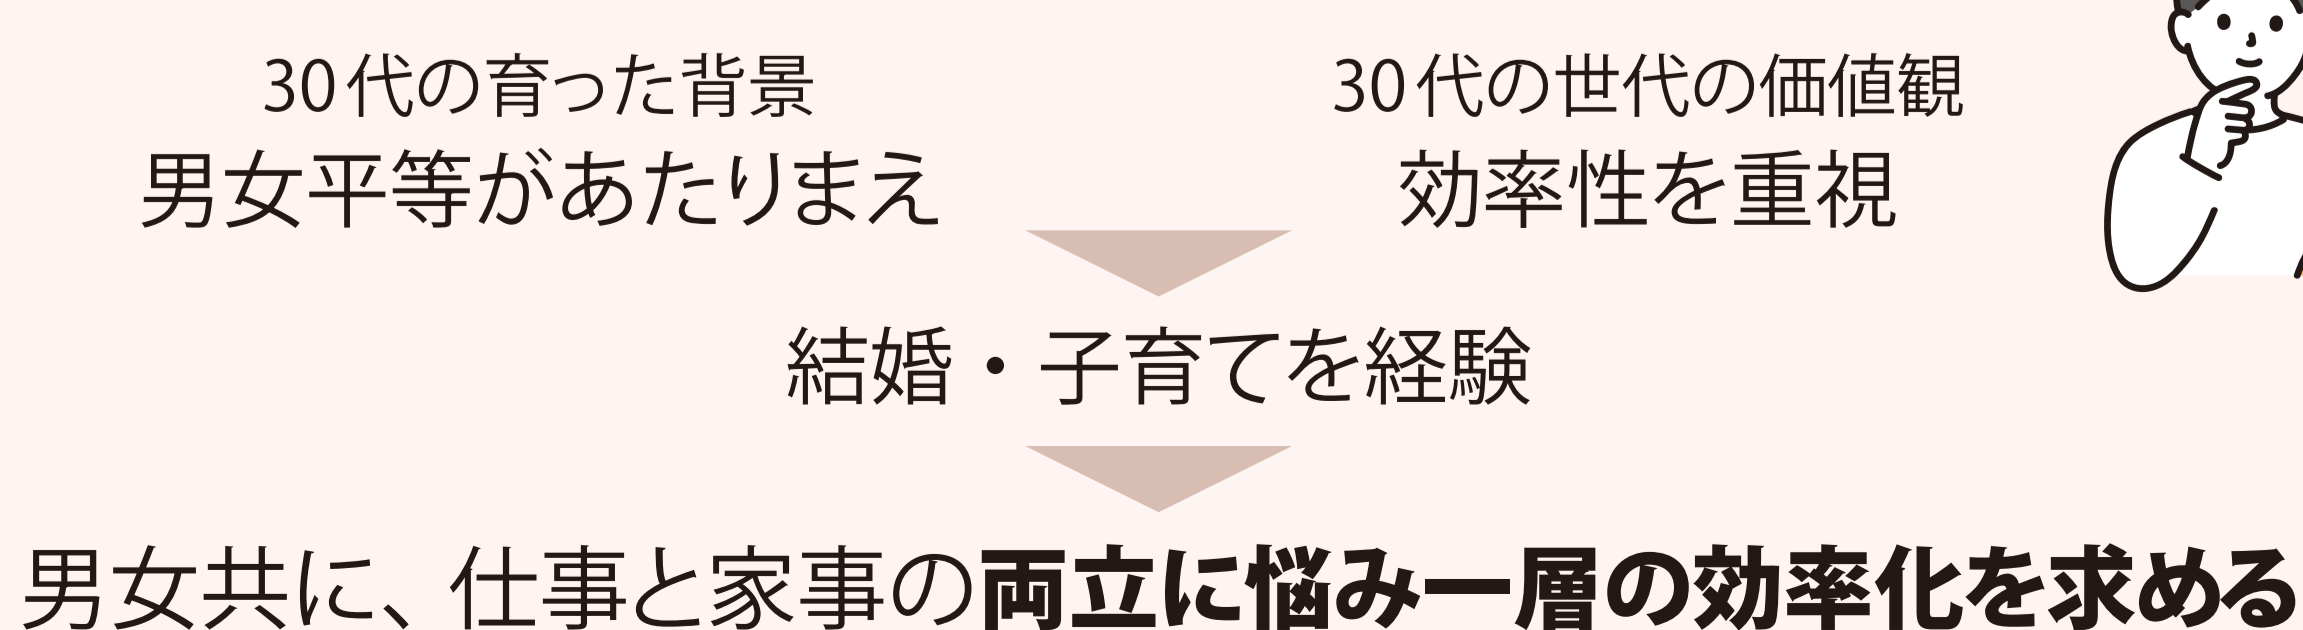 30代の育った背景
男女平等があたりまえ
30代の世代の価値観
効率性を重視
結婚・子育てを経験
男女共に、仕事と家事の両立に悩み一層の効率化を求める